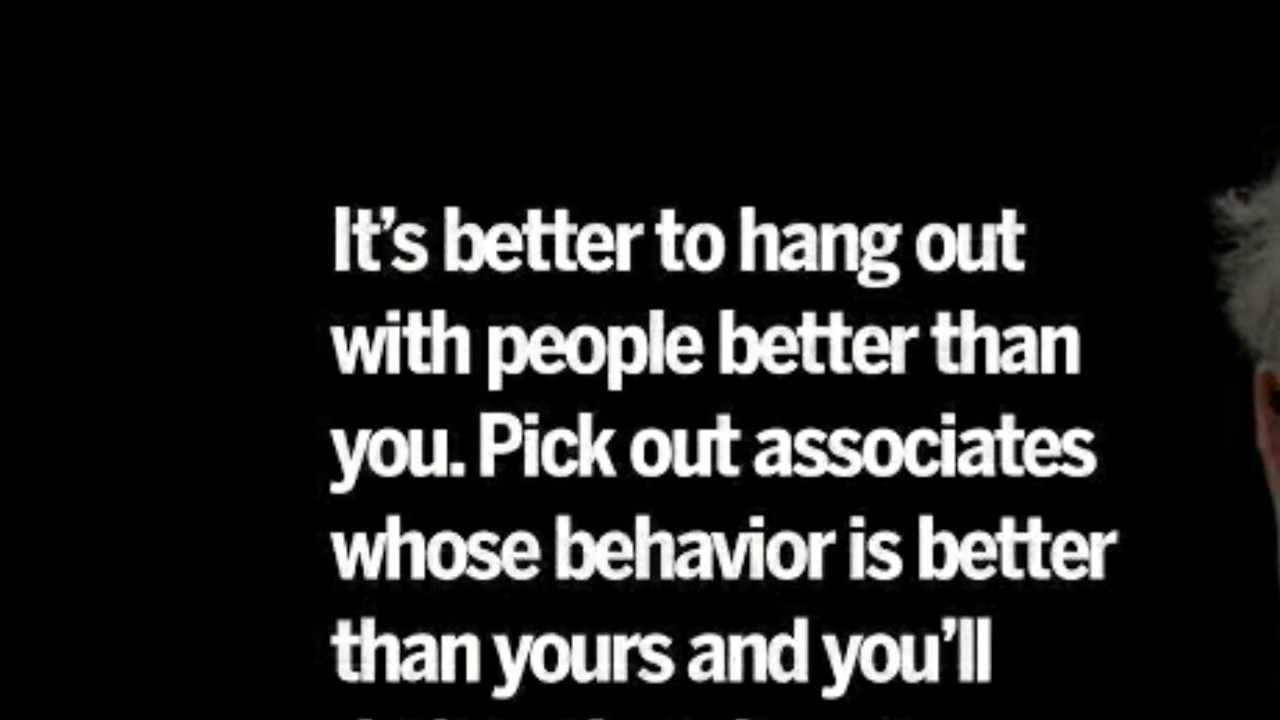 It’s better to hang out
with people better than
you. Pick out associates
whose behavior is better
than yours and you’ll